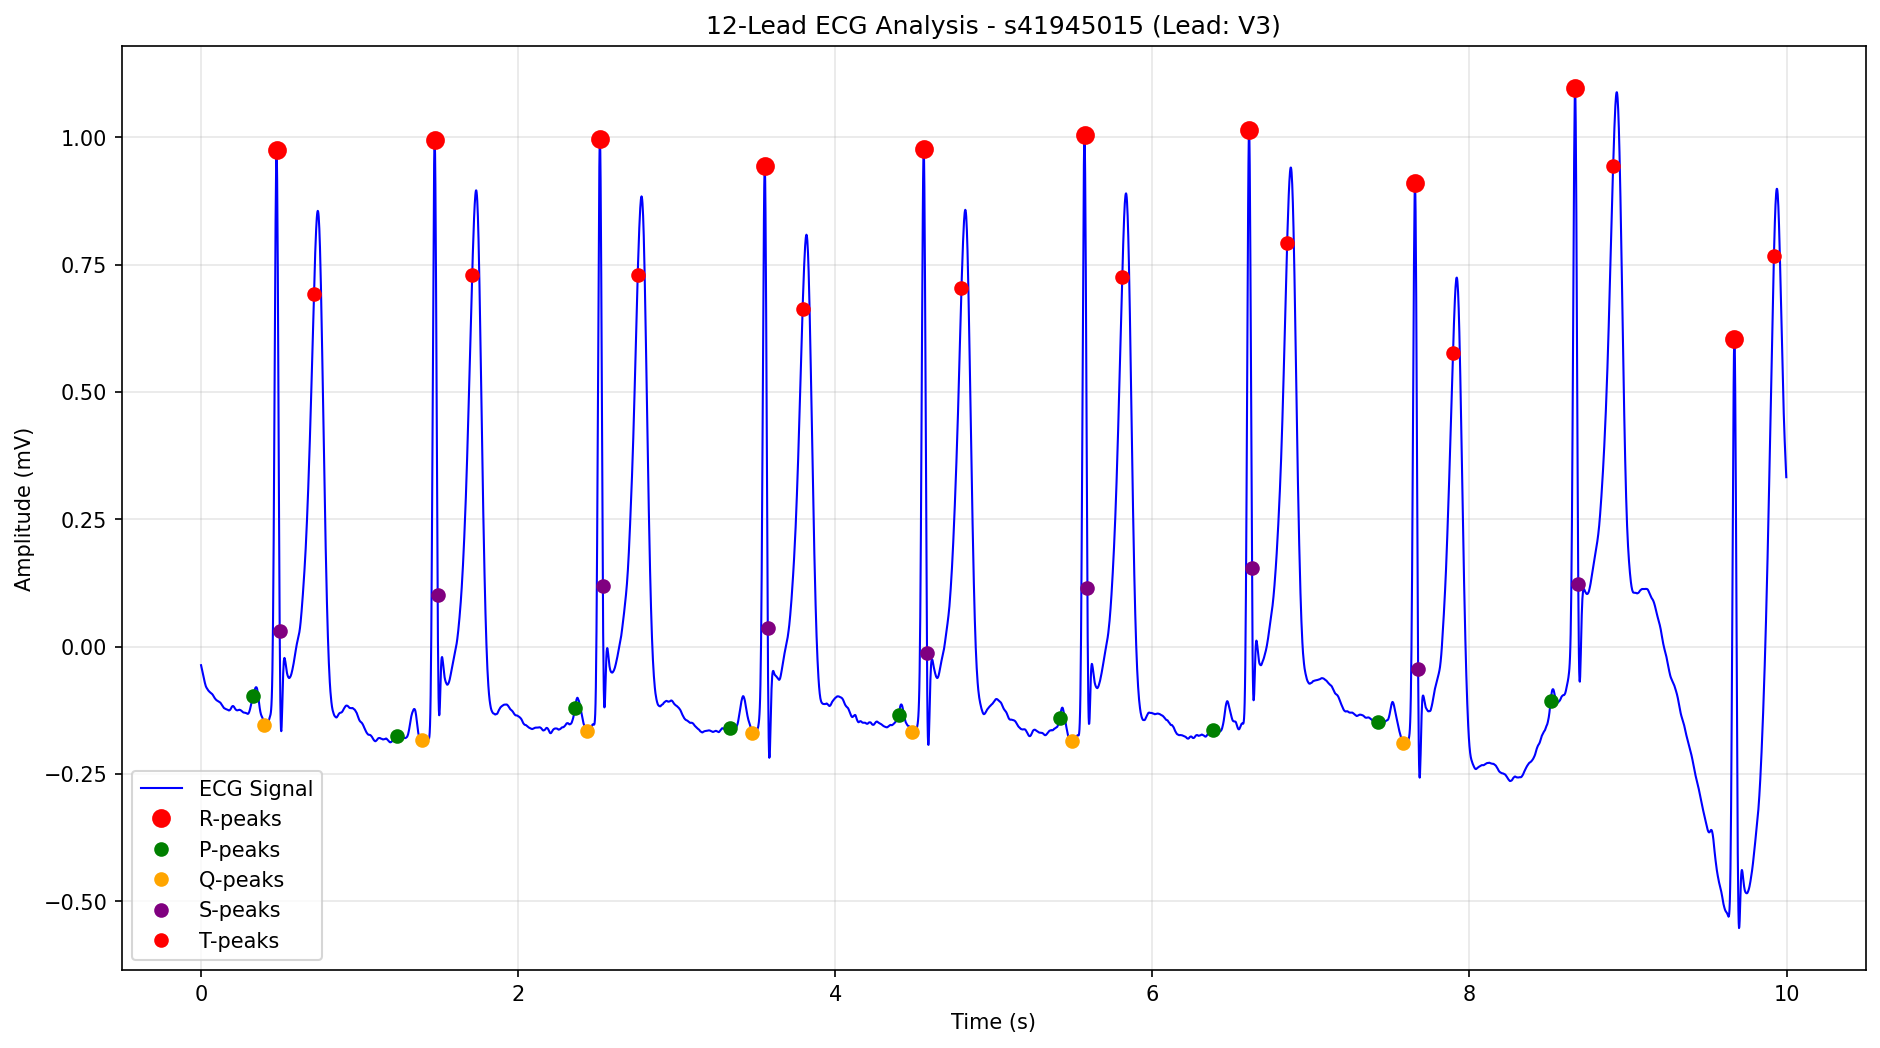 12-Lead ECG Analysis - s41945015 (Lead: V3)
1.00
0.75
0.50
0.25
0.00
−0.25
−0.50
Amplitude (mV)
ECG Signal
R-peaks
P-peaks
Q-peaks
S-peaks
T-peaks
0 2 4 6 8 10
Time (s)